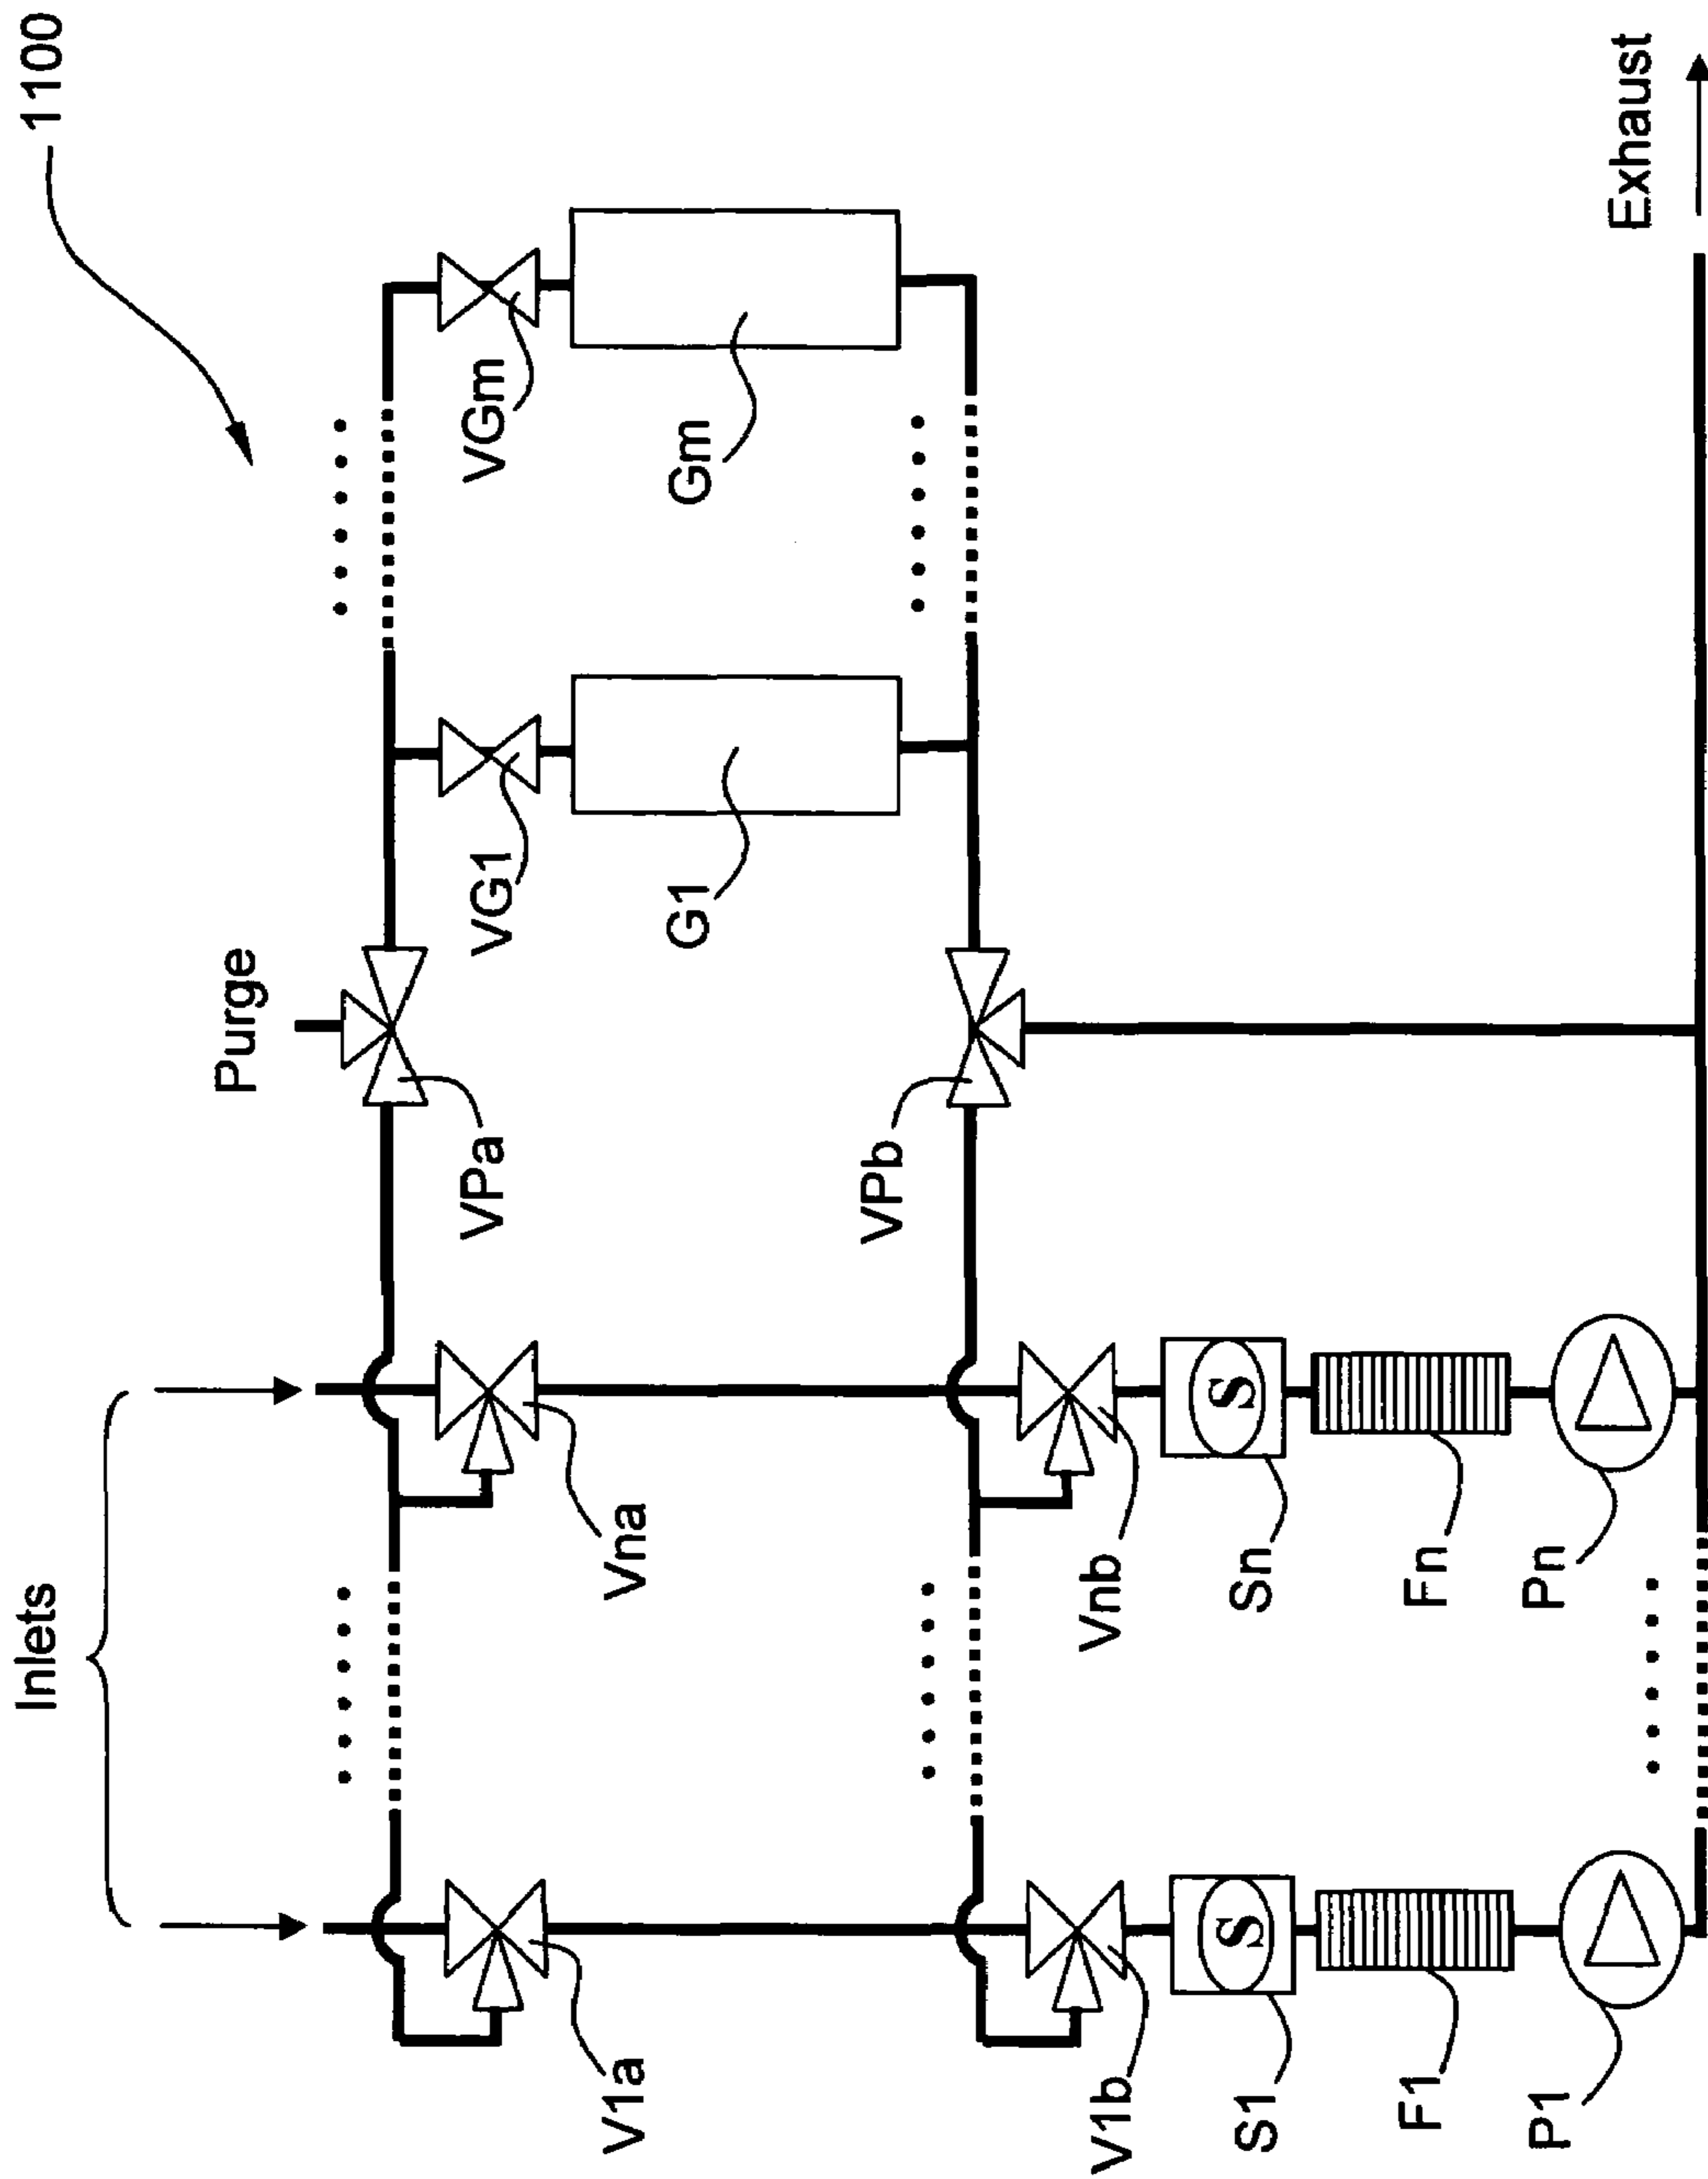 1100
Inlets
Purge
VPa
VG1
VGm
G1
Gm
Vna
V1a
VPb
Vnb
V1b
S
Sn
S
S1
Fn
F1
Pn
P1
Exhaust